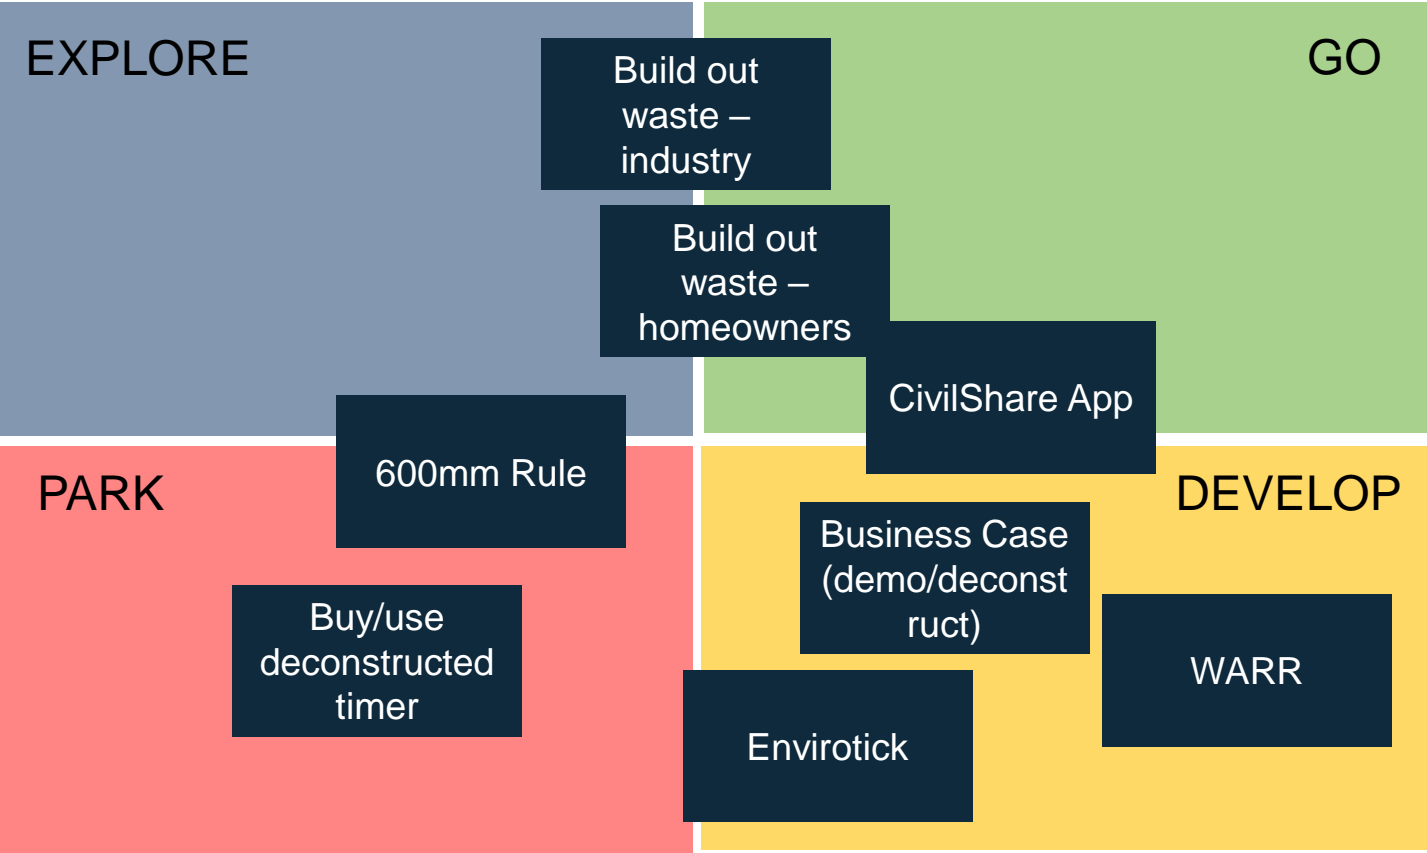 EXPLORE
GO
Build out
waste –
industry
Build out
waste –
homeowners
CivilShare App
600mm Rule
PARK
DEVELOP
Business Case
(demo/deconst
ruct)
Buy/use
deconstructed
timer
WARR
Envirotick